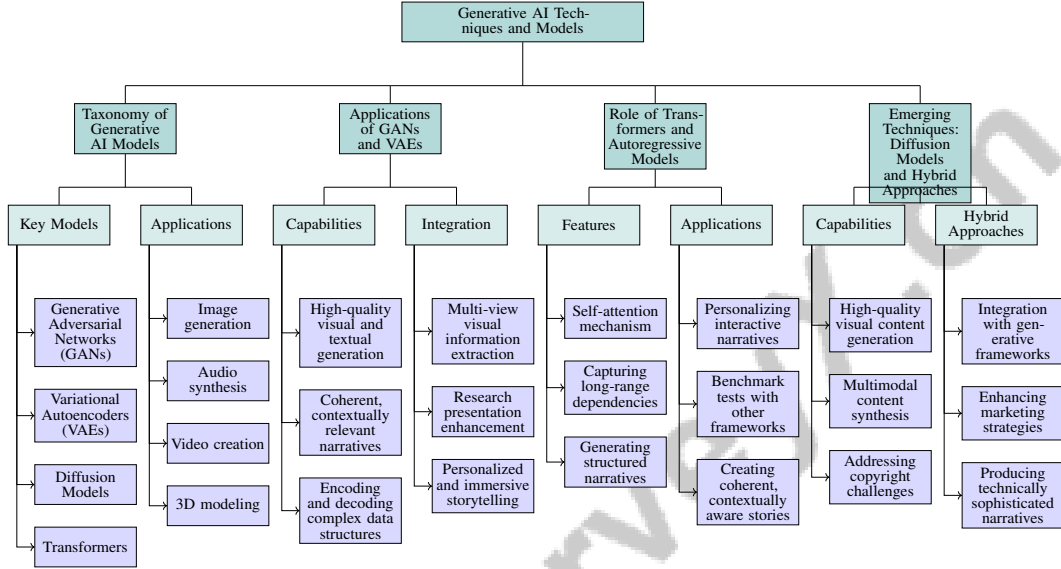 Generative AI Tech-
niques and Models
Taxonomy of
Generative
AI Models
Applications
of GANs
and VAEs
Role of Trans-
formers and
Autoregressive
Models
Emerging
Techniques:
Diffusion
Models
and Hybrid
Approaches
Key Models
Applications
Capabilities
Integration
Features
Applications
Capabilities
Hybrid
Approaches
Generative
Adversarial
Networks
(GANs)
Variational
Autoencoders
(VAEs)
Diffusion
Models
Transformers
Image
generation
Audio
synthesis
Video creation
3D modeling
High-quality
visual and
textual generation
Coherent,
contextually
relevant
narratives
Encoding
and decoding
complex data
structures
Multi-view
visual
information
extraction
Research
presentation
enhancement
Personalized
and immersive
storytelling
Self-attention
mechanism
Capturing
long-range
dependencies
Generating
structured
narratives
Personalizing
interactive
narratives
Benchmark
tests with
other
frameworks
Creating
coherent,
contextually
aware stories
High-quality
visual content
generation
Multimodal
content
synthesis
Addressing
copyright
challenges
Integration
with gen-
erative
frameworks
Enhancing
marketing
strategies
Producing
technically
sophisticated
narratives